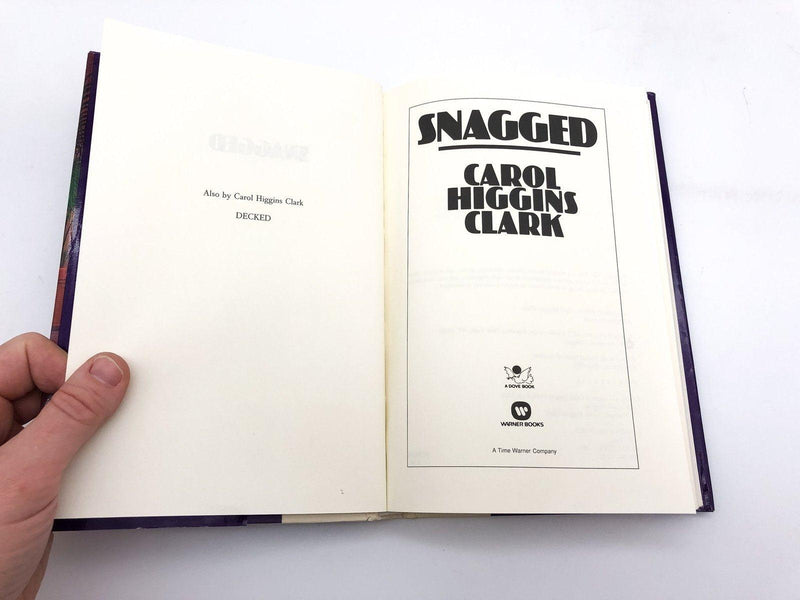 Also by Carol Higgins Clark
DECKED
SNAGGED
CAROL
HIGGINS
CLARK
A DOVE BOOK
WARNER BOOKS
A Time Warner Company